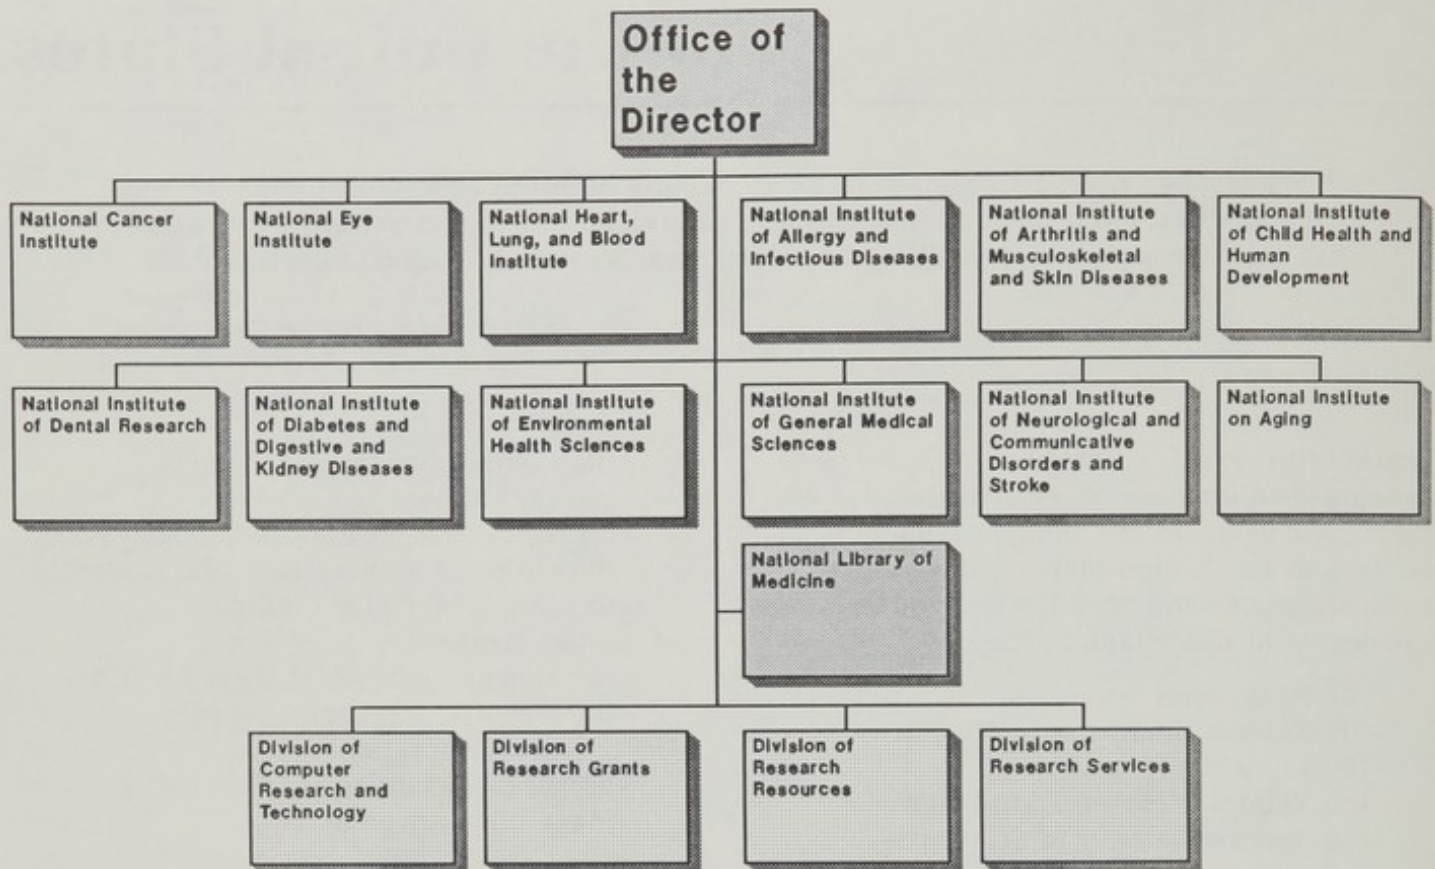 Office of
the
Director
National Cancer
Institute
National Eye
Institute
National Heart,
Lung, and Blood
Institute
National Institute
of Allergy and
Infectious Diseases
National Institute
of Arthritis and
Musculoskeletal
and Skin Diseases
National Institute
of Child Health and
Human
Development
National Institute
of Dental Research
National Institute
of Diabetes and
Digestive and
Kidney Diseases
National Institute
of Environmental
Health Sciences
National Institute
of General Medical
Sciences
National Institute
of Neurological and
Communicative
Disorders and
Stroke
National Institute
on Aging
National Library of
Medicine
Division of
Computer
Research and
Technology
Division of
Research Grants
Division of
Research
Resources
Division of
Research Services